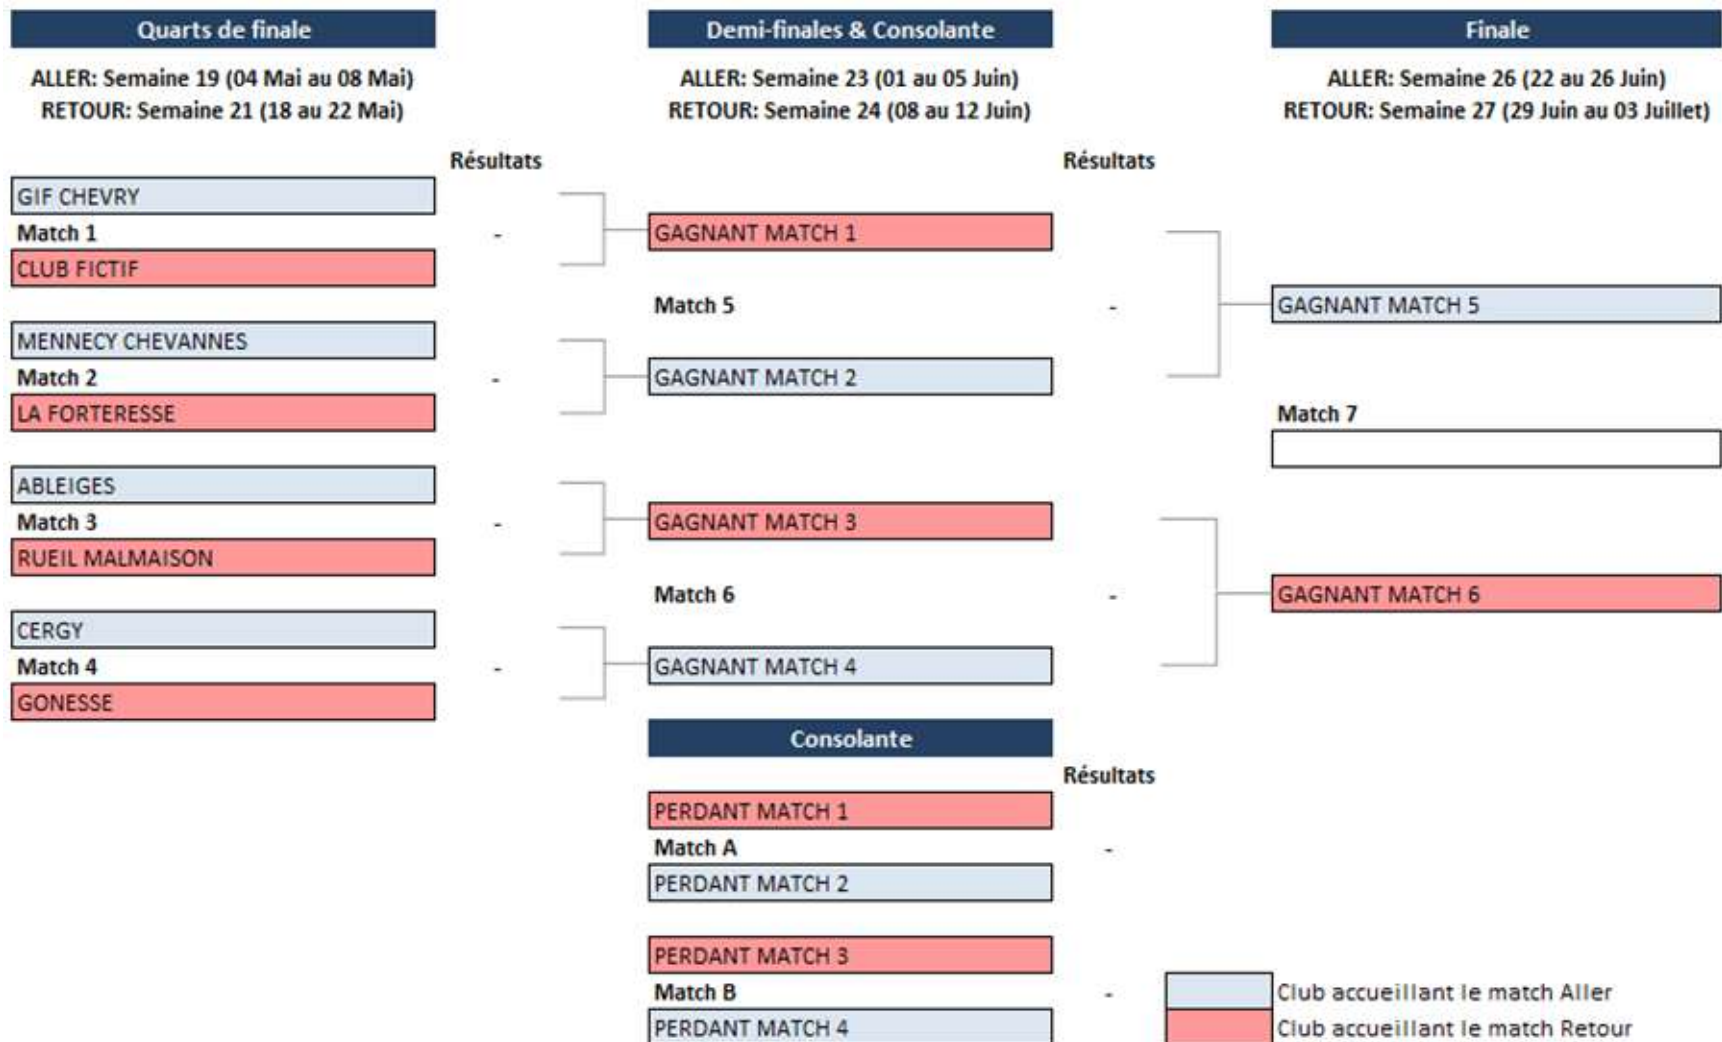 Quarts de finale
ALLER: Semaine 19 (04 Mai au 08 Mai)
RETOUR: Semaine 21 (18 au 22 Mai)
Résultats
GIF CHEVRY
Match 1 -
CLUB FICTIF
MENNECY CHEVANNES
Match 2 -
LA FORTERESSE
ABLEIGES
Match 3 -
RUEIL MALMAISON
CERGY
Match 4 -
GONESSE
Demi-finales & Consolante
ALLER: Semaine 23 (01 au 05 Juin)
RETOUR: Semaine 24 (08 au 12 Juin)
Résultats
GAGNANT MATCH 1
Match 5 -
GAGNANT MATCH 2
GAGNANT MATCH 3
Match 6 -
GAGNANT MATCH 4
Consolante
Résultats
PERDANT MATCH 1
Match A -
PERDANT MATCH 2
PERDANT MATCH 3
Match B -
PERDANT MATCH 4
Finale
ALLER: Semaine 26 (22 au 26 Juin)
RETOUR: Semaine 27 (29 Juin au 03 Juillet)
GAGNANT MATCH 5
Match 7
GAGNANT MATCH 6
Club accueillant le match Aller
Club accueillant le match Retour